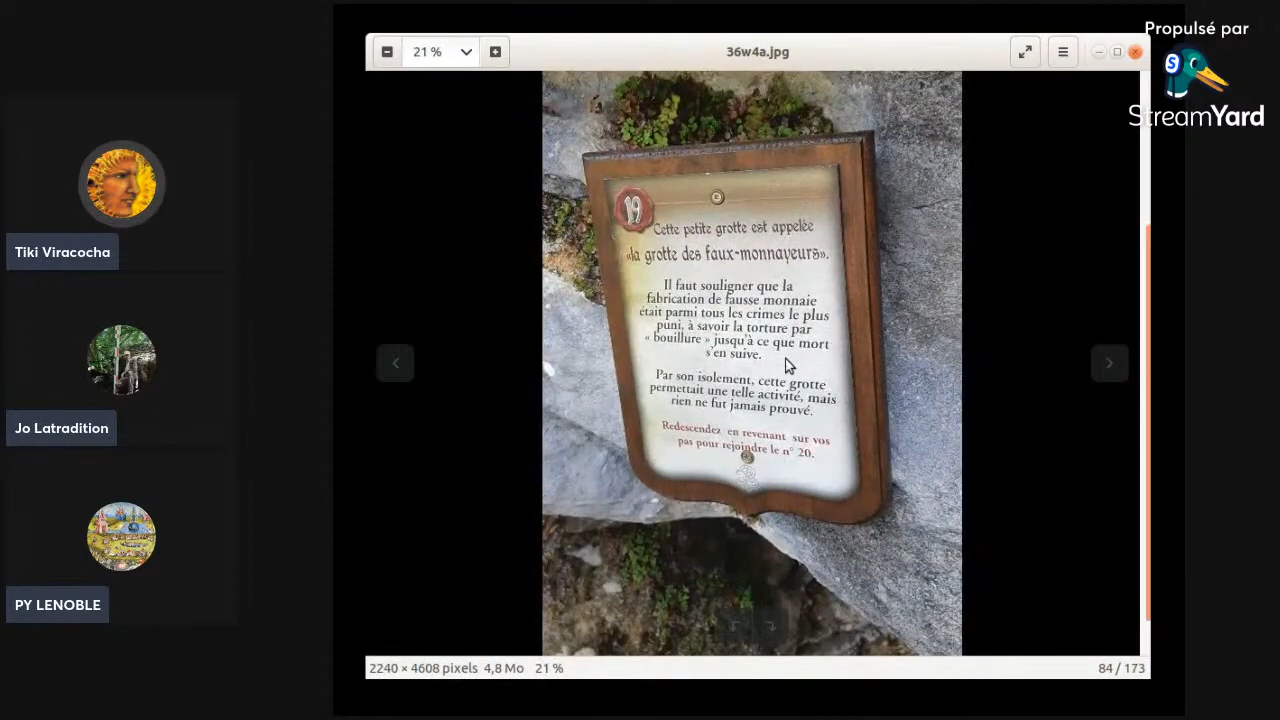 21 %
36w4a.jpg
Propulsé par
StreamYard
Tiki Viracocha
Jo Latradition
PY LENOBLE
19
Cette petite grotte est appelée
«la grotte des faux-monnayeurs».
Il faut souligner que la
fabrication de fausse monnaie
était parmi tous les crimes le plus
puni, à savoir la torture par
« bouillure » jusqu'à ce que mort
s'en suive.
Par son isolement, cette grotte
permettait une telle activité, mais
rien ne fut jamais prouvé.
Redescendez en revenant sur vos
pas pour rejoindre le n° 20.
2240 × 4608 pixels 4,8 Mo 21 %
84 / 173